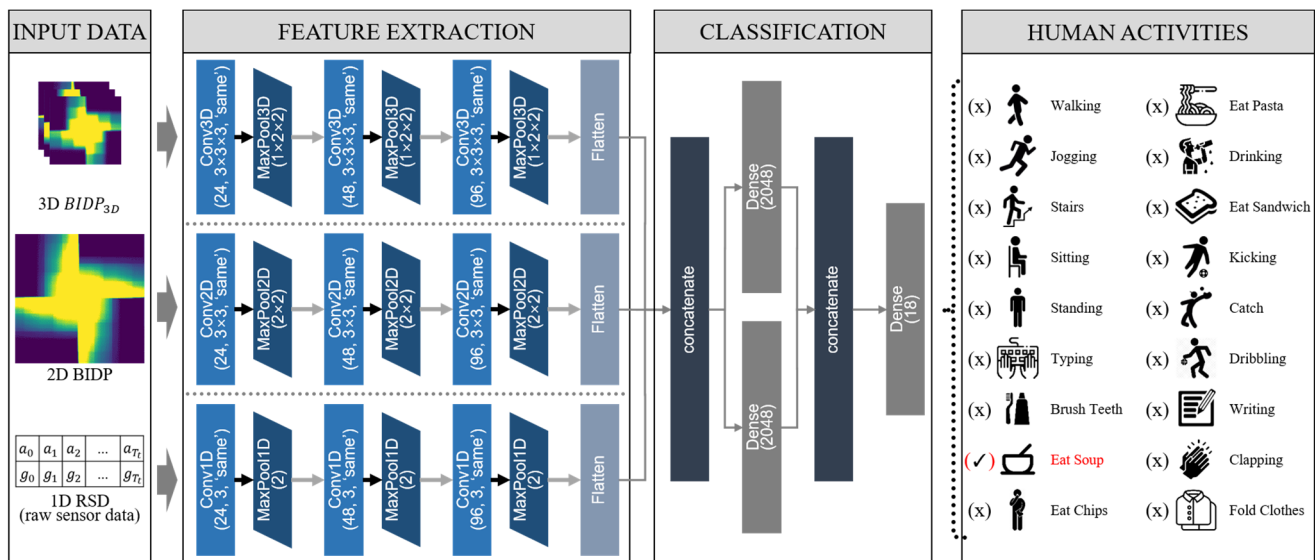 INPUT DATA
FEATURE EXTRACTION
CLASSIFICATION
HUMAN ACTIVITIES
3D BIDP₃D
2D BIDP
a₀ a₁ a₂ ... a_Tₜ
g₀ g₁ g₂ ... g_Tₜ
1D RSD
(raw sensor data)
Conv3D
(24, 3×3×3, 'same')
MaxPool3D
(1×2×2)
Conv3D
(48, 3×3×3, 'same')
MaxPool3D
(1×2×2)
Conv3D
(96, 3×3×3, 'same')
MaxPool3D
(1×2×2)
Flatten
Conv2D
(24, 3×3, 'same')
MaxPool2D
(2×2)
Conv2D
(48, 3×3, 'same')
MaxPool2D
(2×2)
Conv2D
(96, 3×3, 'same')
MaxPool2D
(2×2)
Flatten
Conv1D
(24, 3, 'same')
MaxPool1D
(2)
Conv1D
(48, 3, 'same')
MaxPool1D
(2)
Conv1D
(96, 3, 'same')
MaxPool1D
(2)
Flatten
concatenate
Dense
(2048)
Dense
(2048)
concatenate
Dense
(18)
(x) Walking
(x) Jogging
(x) Stairs
(x) Sitting
(x) Standing
(x) Typing
(x) Brush Teeth
(✓) Eat Soup
(x) Eat Chips
(x) Eat Pasta
(x) Drinking
(x) Eat Sandwich
(x) Kicking
(x) Catch
(x) Dribbling
(x) Writing
(x) Clapping
(x) Fold Clothes